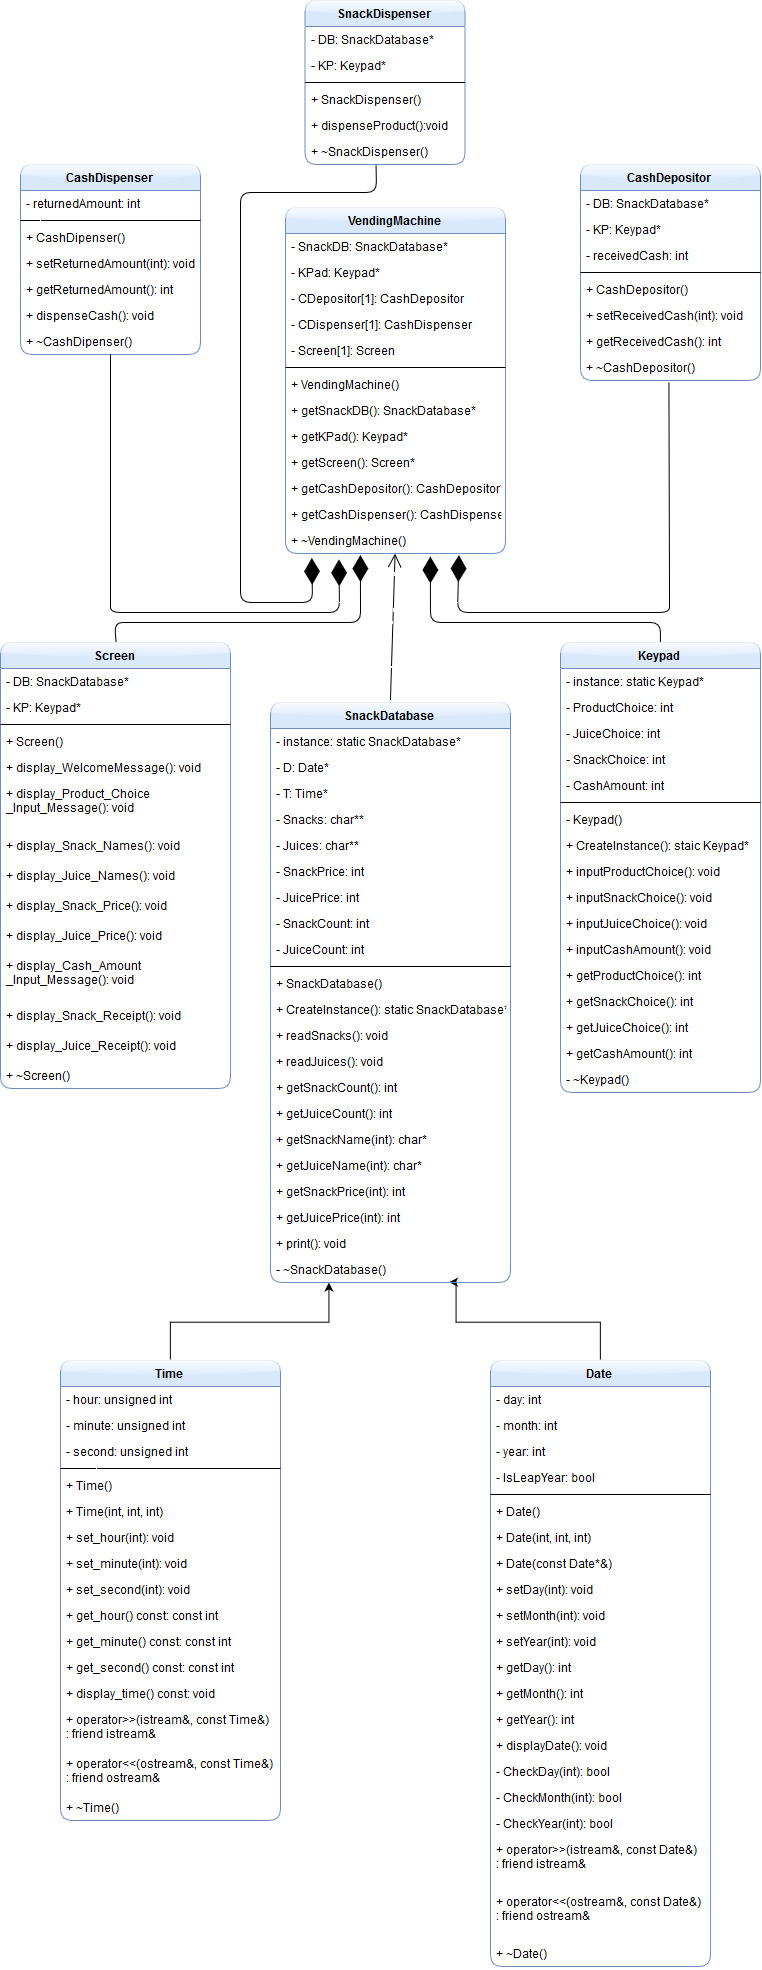 SnackDispenser
- DB: SnackDatabase*
- KP: Keypad*
+ SnackDispenser()
+ dispenseProduct():void
+ ~SnackDispenser()
CashDispenser
- returnedAmount: int
+ CashDipenser()
+ setReturnedAmount(int): void
+ getReturnedAmount(): int
+ dispenseCash(): void
+ ~CashDipenser()
VendingMachine
- SnackDB: SnackDatabase*
- KPad: Keypad*
- CDepositor[1]: CashDepositor
- CDispenser[1]: CashDispenser
- Screen[1]: Screen
+ VendingMachine()
+ getSnackDB(): SnackDatabase*
+ getKPad(): Keypad*
+ getScreen(): Screen*
+ getCashDepositor(): CashDepositor
+ getCashDispenser(): CashDispense
+ ~VendingMachine()
CashDepositor
- DB: SnackDatabase*
- KP: Keypad*
- receivedCash: int
+ CashDepositor()
+ setReceivedCash(int): void
+ getReceivedCash(): int
+ ~CashDepositor()
Screen
- DB: SnackDatabase*
- KP: Keypad*
+ Screen()
+ display_WelcomeMessage(): void
+ display_Product_Choice
_Input_Message(): void
+ display_Snack_Names(): void
+ display_Juice_Names(): void
+ display_Snack_Price(): void
+ display_Juice_Price(): void
+ display_Cash_Amount
_Input_Message(): void
+ display_Snack_Receipt(): void
+ display_Juice_Receipt(): void
+ ~Screen()
SnackDatabase
- instance: static SnackDatabase*
- D: Date*
- T: Time*
- Snacks: char**
- Juices: char**
- SnackPrice: int
- JuicePrice: int
- SnackCount: int
- JuiceCount: int
+ SnackDatabase()
+ CreateInstance(): static SnackDatabase*
+ readSnacks(): void
+ readJuices(): void
+ getSnackCount(): int
+ getJuiceCount(): int
+ getSnackName(int): char*
+ getJuiceName(int): char*
+ getSnackPrice(int): int
+ getJuicePrice(int): int
+ print(): void
- ~SnackDatabase()
Keypad
- instance: static Keypad*
- ProductChoice: int
- JuiceChoice: int
- SnackChoice: int
- CashAmount: int
- Keypad()
+ CreateInstance(): staic Keypad*
+ inputProductChoice(): void
+ inputSnackChoice(): void
+ inputJuiceChoice(): void
+ inputCashAmount(): void
+ getProductChoice(): int
+ getSnackChoice(): int
+ getJuiceChoice(): int
+ getCashAmount(): int
- ~Keypad()
Time
- hour: unsigned int
- minute: unsigned int
- second: unsigned int
+ Time()
+ Time(int, int, int)
+ set_hour(int): void
+ set_minute(int): void
+ set_second(int): void
+ get_hour() const: const int
+ get_minute() const: const int
+ get_second() const: const int
+ display_time() const: void
+ operator>>(istream&, const Time&)
: friend istream&
+ operator<<(ostream&, const Time&)
: friend ostream&
+ ~Time()
Date
- day: int
- month: int
- year: int
- IsLeapYear: bool
+ Date()
+ Date(int, int, int)
+ Date(const Date*&)
+ setDay(int): void
+ setMonth(int): void
+ setYear(int): void
+ getDay(): int
+ getMonth(): int
+ getYear(): int
+ displayDate(): void
- CheckDay(int): bool
- CheckMonth(int): bool
- CheckYear(int): bool
+ operator>>(istream&, const Date&)
: friend istream&
+ operator<<(ostream&, const Date&)
: friend ostream&
+ ~Date()